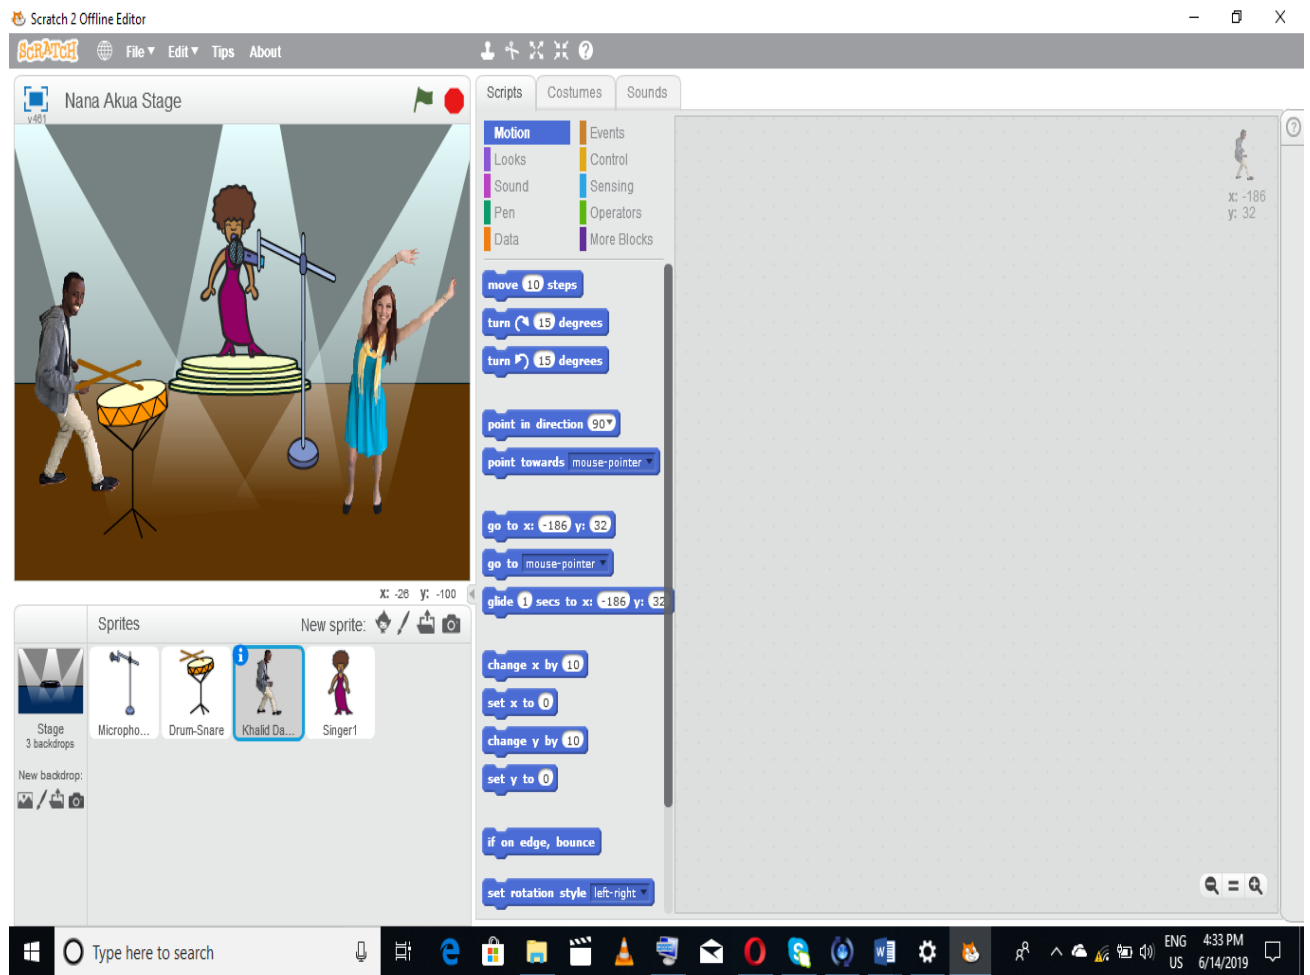 Scratch 2 Offline Editor
SCRATCH File Edit Tips About
Nana Akua Stage
v461
x: -26 y: -100
Sprites New sprite:
Stage
3 backdrops
New backdrop:
Micropho...
Drum-Snare
Khalid Da...
Singer1
Scripts Costumes Sounds
Motion Events
Looks Control
Sound Sensing
Pen Operators
Data More Blocks
move 10 steps
turn 15 degrees
turn 15 degrees
point in direction 90
point towards mouse-pointer
go to x: -186 y: 32
go to mouse-pointer
glide 1 secs to x: -186 y: 32
change x by 10
set x to 0
change y by 10
set y to 0
if on edge, bounce
set rotation style left-right
x: -186
y: 32
Type here to search
ENG
US
4:33 PM
6/14/2019